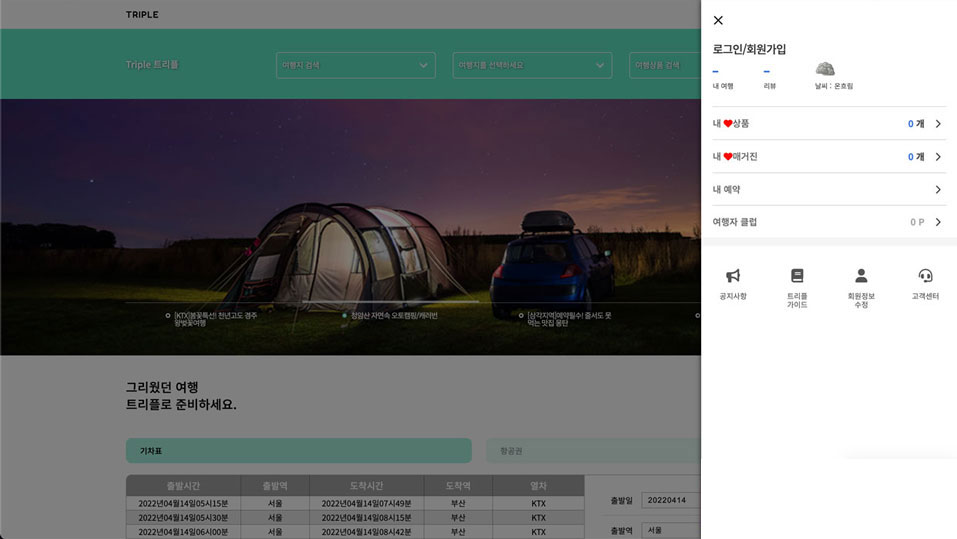 TRIPLE
Triple 트리플
여행지 검색
여행지를 선택하세요
여행상품 검색
[KTX]봄꽃특선! 천년고도 경주
왕벚꽃여행
정암산 자연속 오토캠핑/캐러반
[삼각지역]예약필수! 줄서도 못
먹는 맛집 몽탄
그리웠던 여행
트리플로 준비하세요.
기차표
항공권
출발시간 출발역 도착시간 도착역 열차
2022년04월14일05시15분 서울 2022년04월14일07시49분 부산 KTX
2022년04월14일05시30분 서울 2022년04월14일08시15분 부산 KTX
2022년04월14일06시00분 서울 2022년04월14일08시42분 부산 KTX
출발일 20220414
출발역 서울
로그인/회원가입
내 여행
리뷰
날씨 : 온흐림
내 ❤상품 0 개
내 ❤매거진 0 개
내 예약
여행자 클럽 0 P
공지사항
트리플
가이드
회원정보
수정
고객센터